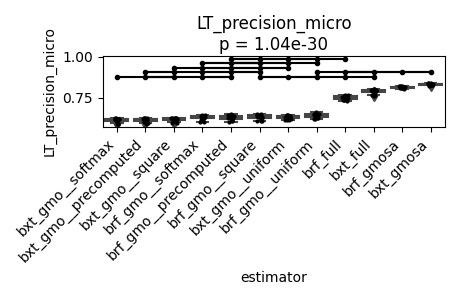 LT_precision_micro
p = 1.04e-30
LT_precision_micro
1.00
0.75
bxt_gmo__softmax
bxt_gmo__precomputed
bxt_gmo__square
brf_gmo__softmax
brf_gmo__precomputed
brf_gmo__square
bxt_gmo__uniform
brf_gmo__uniform
brf_full
bxt_full
brf_gmosa
bxt_gmosa
estimator